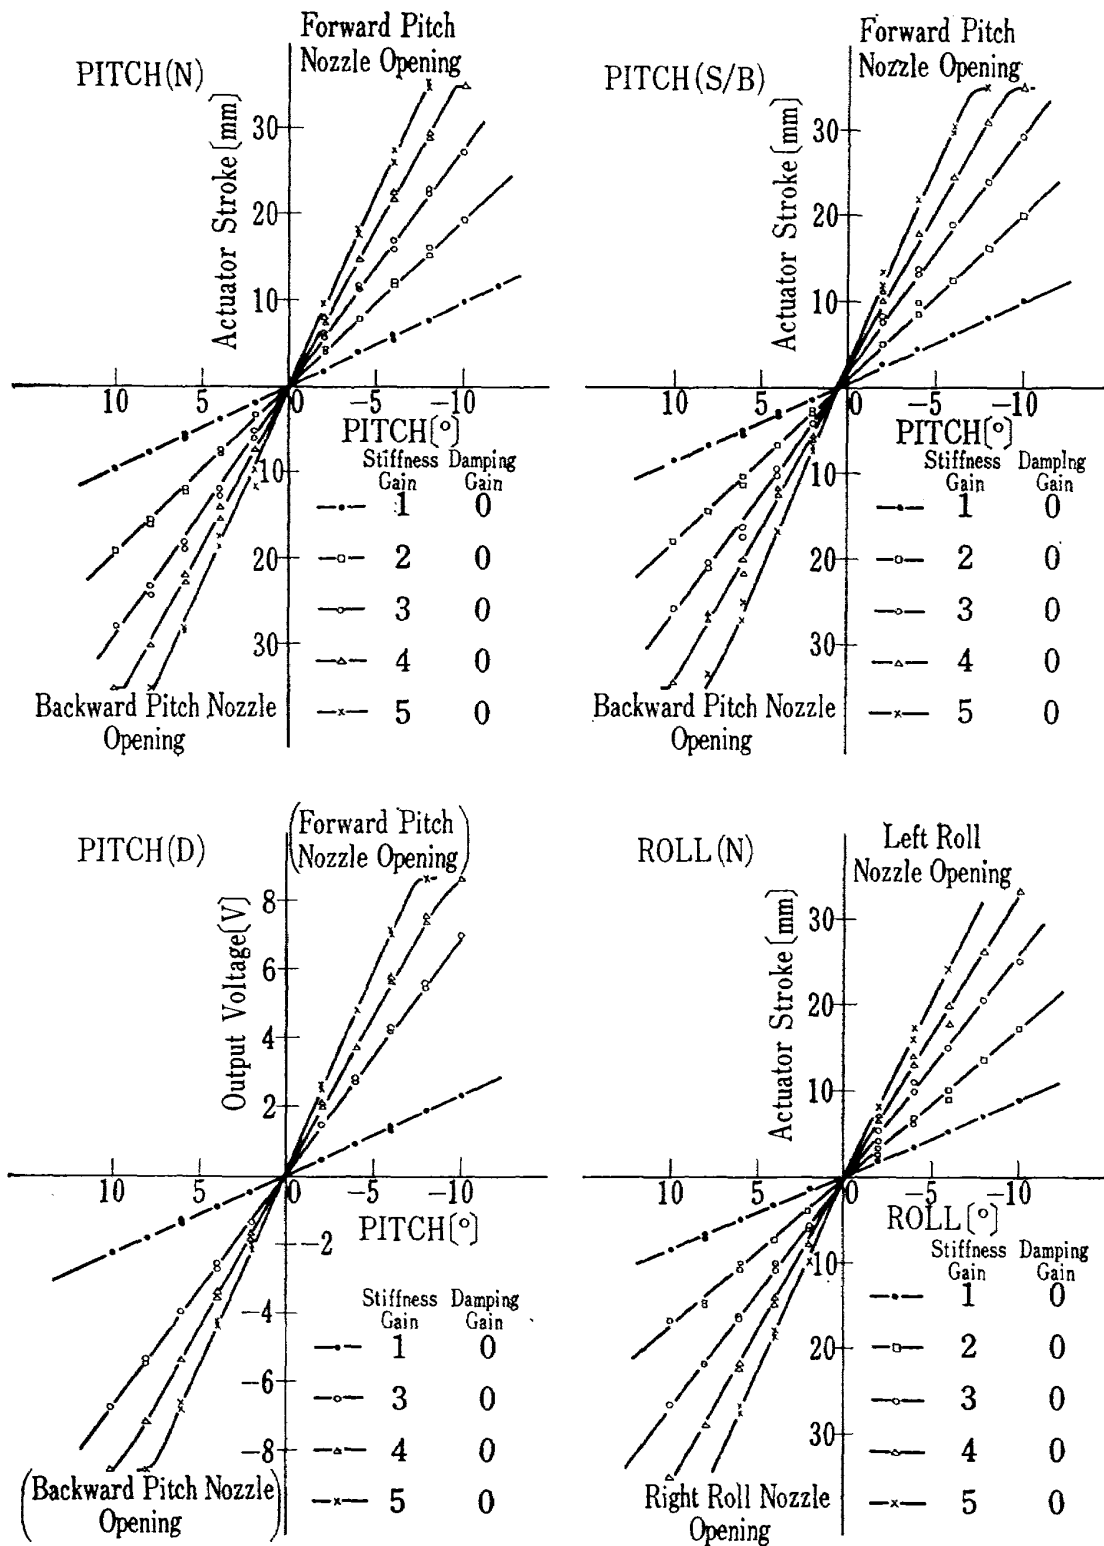 PITCH(N)
Forward Pitch
Nozzle Opening
Actuator Stroke[mm]
30
20
10
10 5 0 -5 -10
PITCH[°]
10
20
30
Stiffness Gain Damping Gain
1 0
2 0
3 0
4 0
5 0
Backward Pitch Nozzle
Opening
PITCH(S/B)
Forward Pitch
Nozzle Opening
Actuator Stroke[mm]
30
20
10
10 5 0 -5 -10
PITCH[°]
10
20
30
Stiffness Gain Damping Gain
1 0
2 0
3 0
4 0
5 0
Backward Pitch Nozzle
Opening
PITCH(D)
(Forward Pitch
Nozzle Opening)
Output Voltage[V]
8
6
4
2
10 5 0 -5 -10
PITCH[°]
-2
-4
-6
-8
Stiffness Gain Damping Gain
1 0
3 0
4 0
5 0
(Backward Pitch Nozzle
Opening)
ROLL(N)
Left Roll
Nozzle Opening
Actuator Stroke[mm]
30
20
10
10 5 0 -5 -10
ROLL[°]
10
20
30
Stiffness Gain Damping Gain
1 0
2 0
3 0
4 0
5 0
Right Roll Nozzle
Opening